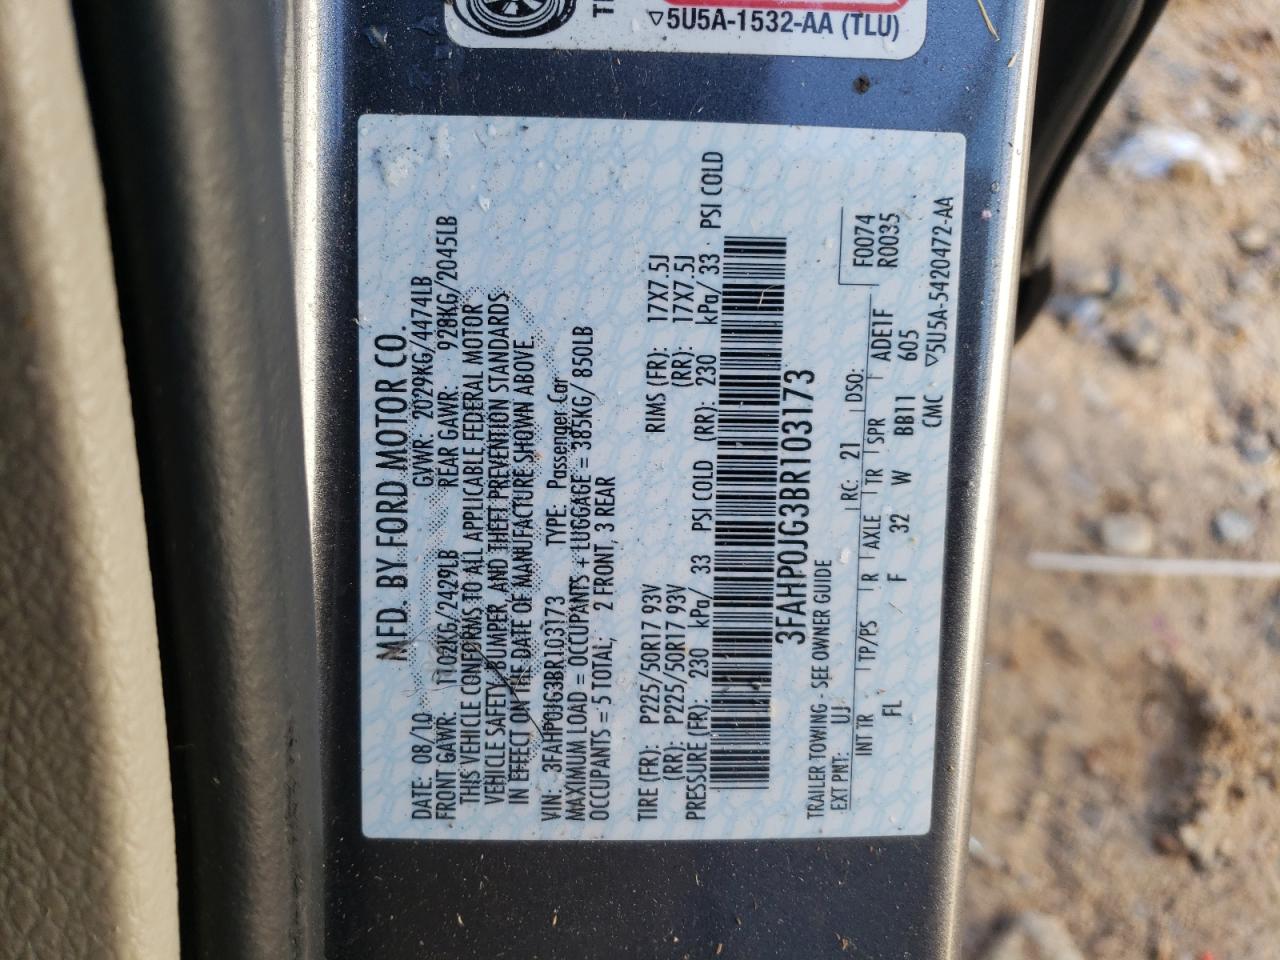 TI
▽5U5A-1532-AA (TLU)
MFD. BY FORD MOTOR CO.
DATE: 08/10 GVWR: 2029KG/4474LB
FRONT GAWR: 1102KG/2429LB REAR GAWR: 928KG/2045LB
THIS VEHICLE CONFORMS TO ALL APPLICABLE FEDERAL MOTOR
VEHICLE SAFETY, BUMPER, AND THEFT PREVENTION STANDARDS
IN EFFECT ON THE DATE OF MANUFACTURE SHOWN ABOVE.
VIN: 3FAHP0JG3BR103173 TYPE: Passenger Car
MAXIMUM LOAD = OCCUPANTS + LUGGAGE = 385KG/ 850LB
OCCUPANTS = 5 TOTAL; 2 FRONT, 3 REAR
TIRE (FR): P225/50R17 93V RIMS (FR): 17X7.5J
(RR): P225/50R17 93V (RR): 17X7.5J
PRESSURE (FR): 230 kPa/ 33 PSI COLD (RR): 230 kPa/ 33 PSI COLD
3FAHP0JG3BR103173
TRAILER TOWING - SEE OWNER GUIDE
EXT PNT: UJ RC: 21 DSO: F0074
INT TR TP/PS R AXLE TR SPR ADE1F R0035
FL F 32 W BB11 605
CMC ▽5U5A-5420472-AA